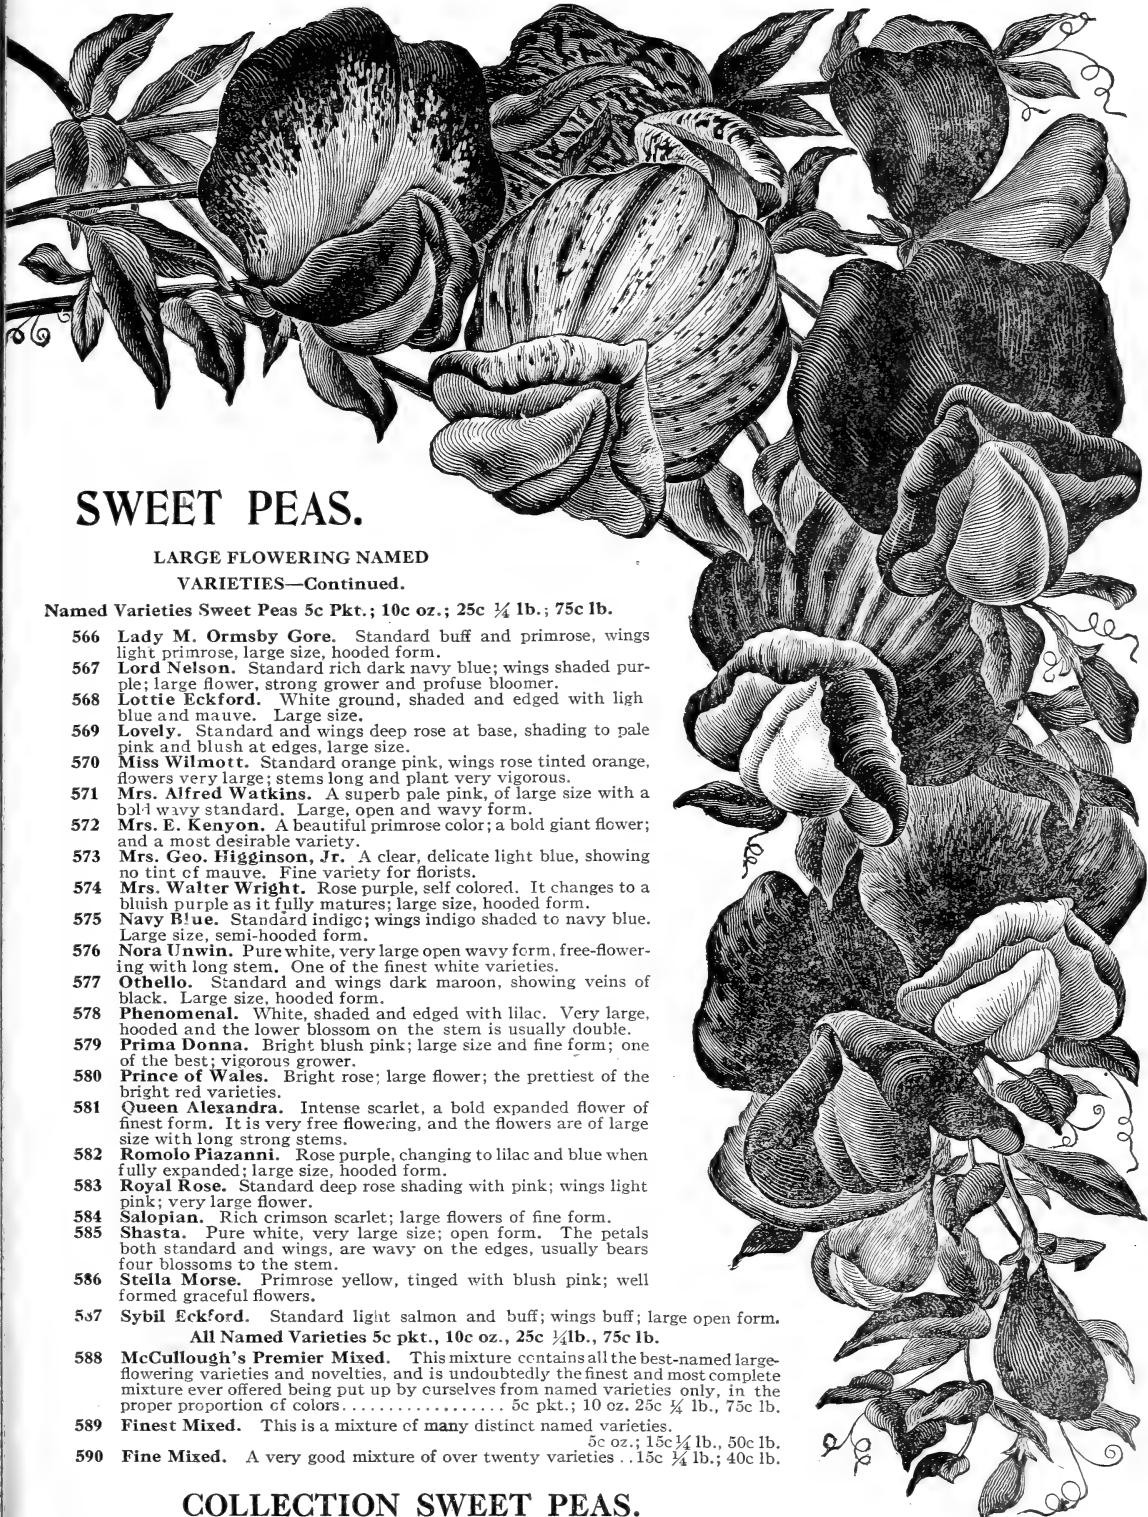 SWEET PEAS.
LARGE FLOWERING NAMED
VARIETIES—Continued.
Named Varieties Sweet Peas 5c Pkt.; 10c oz.; 25c ¼ lb.; 75c lb.
566 Lady M. Ormsby Gore. Standard buff and primrose, wings
light primrose, large size, hooded form.
567 Lord Nelson. Standard rich dark navy blue; wings shaded pur-
ple; large flower, strong grower and profuse bloomer.
568 Lottie Eckford. White ground, shaded and edged with ligh
blue and mauve. Large size.
569 Lovely. Standard and wings deep rose at base, shading to pale
pink and blush at edges, large size.
570 Miss Wilmott. Standard orange pink, wings rose tinted orange,
flowers very large; stems long and plant very vigorous.
571 Mrs. Alfred Watkins. A superb pale pink, of large size with a
bold wavy standard. Large, open and wavy form.
572 Mrs. E. Kenyon. A beautiful primrose color; a bold giant flower;
and a most desirable variety.
573 Mrs. Geo. Higginson, Jr. A clear, delicate light blue, showing
no tint of mauve. Fine variety for florists.
574 Mrs. Walter Wright. Rose purple, self colored. It changes to a
bluish purple as it fully matures; large size, hooded form.
575 Navy Blue. Standard indigo; wings indigo shaded to navy blue.
Large size, semi-hooded form.
576 Nora Unwin. Pure white, very large open wavy form, free-flower-
ing with long stem. One of the finest white varieties.
577 Othello. Standard and wings dark maroon, showing veins of
black. Large size, hooded form.
578 Phenomenal. White, shaded and edged with lilac. Very large,
hooded and the lower blossom on the stem is usually double.
579 Prima Donna. Bright blush pink; large size and fine form; one
of the best; vigorous grower.
580 Prince of Wales. Bright rose; large flower; the prettiest of the
bright red varieties.
581 Queen Alexandra. Intense scarlet, a bold expanded flower of
finest form. It is very free flowering, and the flowers are of large
size with long strong stems.
582 Romolo Piazanni. Rose purple, changing to lilac and blue when
fully expanded; large size, hooded form.
583 Royal Rose. Standard deep rose shading with pink; wings light
pink; very large flower.
584 Salopian. Rich crimson scarlet; large flowers of fine form.
585 Shasta. Pure white, very large size; open form. The petals
both standard and wings, are wavy on the edges, usually bears
four blossoms to the stem.
586 Stella Morse. Primrose yellow, tinged with blush pink; well
formed graceful flowers.
587 Sybil Eckford. Standard light salmon and buff; wings buff; large open form.
All Named Varieties 5c pkt., 10c oz., 25c ¼lb., 75c lb.
588 McCullough's Premier Mixed. This mixture contains all the best-named large-
flowering varieties and novelties, and is undoubtedly the finest and most complete
mixture ever offered being put up by ourselves from named varieties only, in the
proper proportion of colors.................. 5c pkt.; 10 oz. 25c ¼ lb., 75c lb.
589 Finest Mixed. This is a mixture of many distinct named varieties.
5c oz.; 15c ¼ lb., 50c lb.
590 Fine Mixed. A very good mixture of over twenty varieties . . 15c ¼ lb.; 40c lb.
COLLECTION SWEET PEAS.